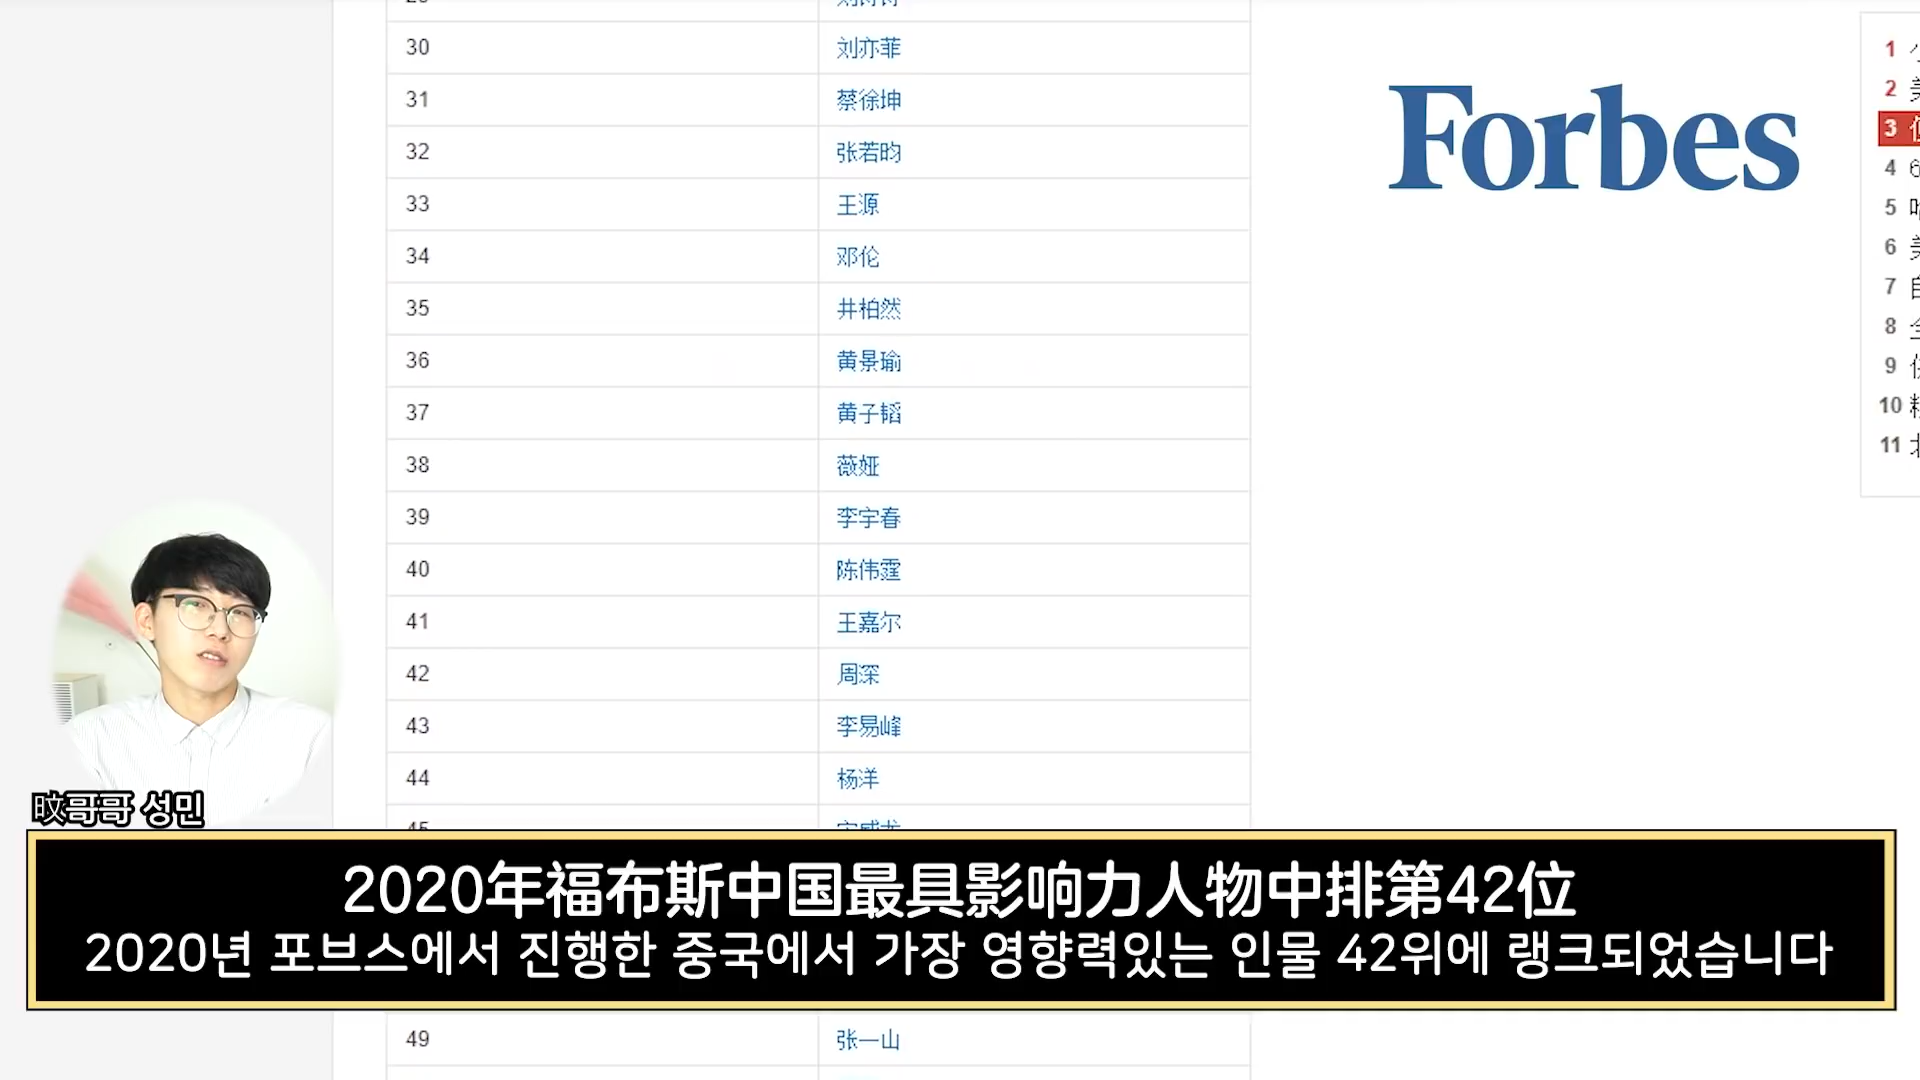 30 刘亦菲
31 蔡徐坤
32 张若昀
33 王源
34 邓伦
35 井柏然
36 黄景瑜
37 黄子韬
38 薇娅
39 李宇春
40 陈伟霆
41 王嘉尔
42 周深
43 李易峰
44 杨洋
49 张一山
Forbes
1
2
3
4
5
6
7
8
9
10
11
旼哥哥 성민
2020年福布斯中国最具影响力人物中排第42位
2020년 포브스에서 진행한 중국에서 가장 영향력있는 인물 42위에 랭크되었습니다